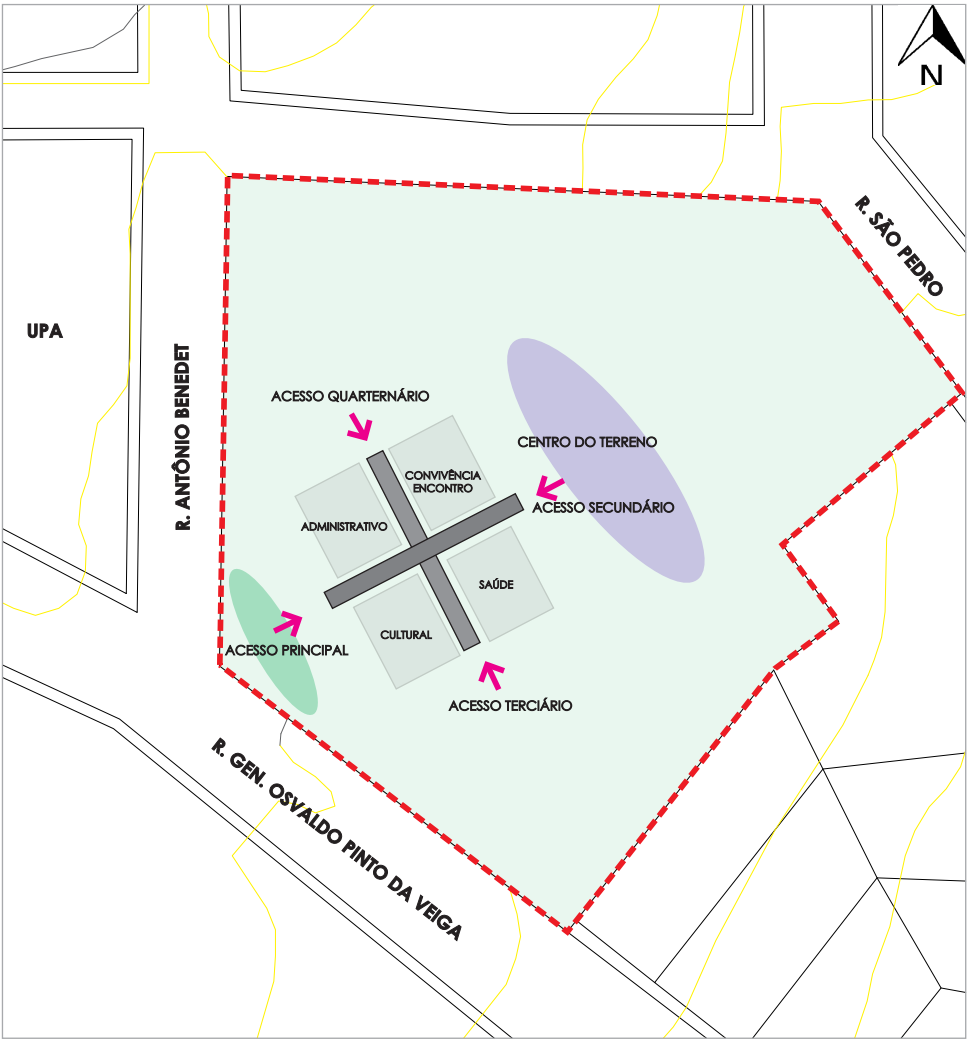 N
R. SÃO PEDRO
UPA
R. ANTÔNIO BENEDET
ACESSO QUARTERNÁRIO
CENTRO DO TERRENO
CONVIVÊNCIA
ENCONTRO
ACESSO SECUNDÁRIO
ADMINISTRATIVO
SAÚDE
CULTURAL
ACESSO PRINCIPAL
ACESSO TERCIÁRIO
R. GEN. OSVALDO PINTO DA VEIGA